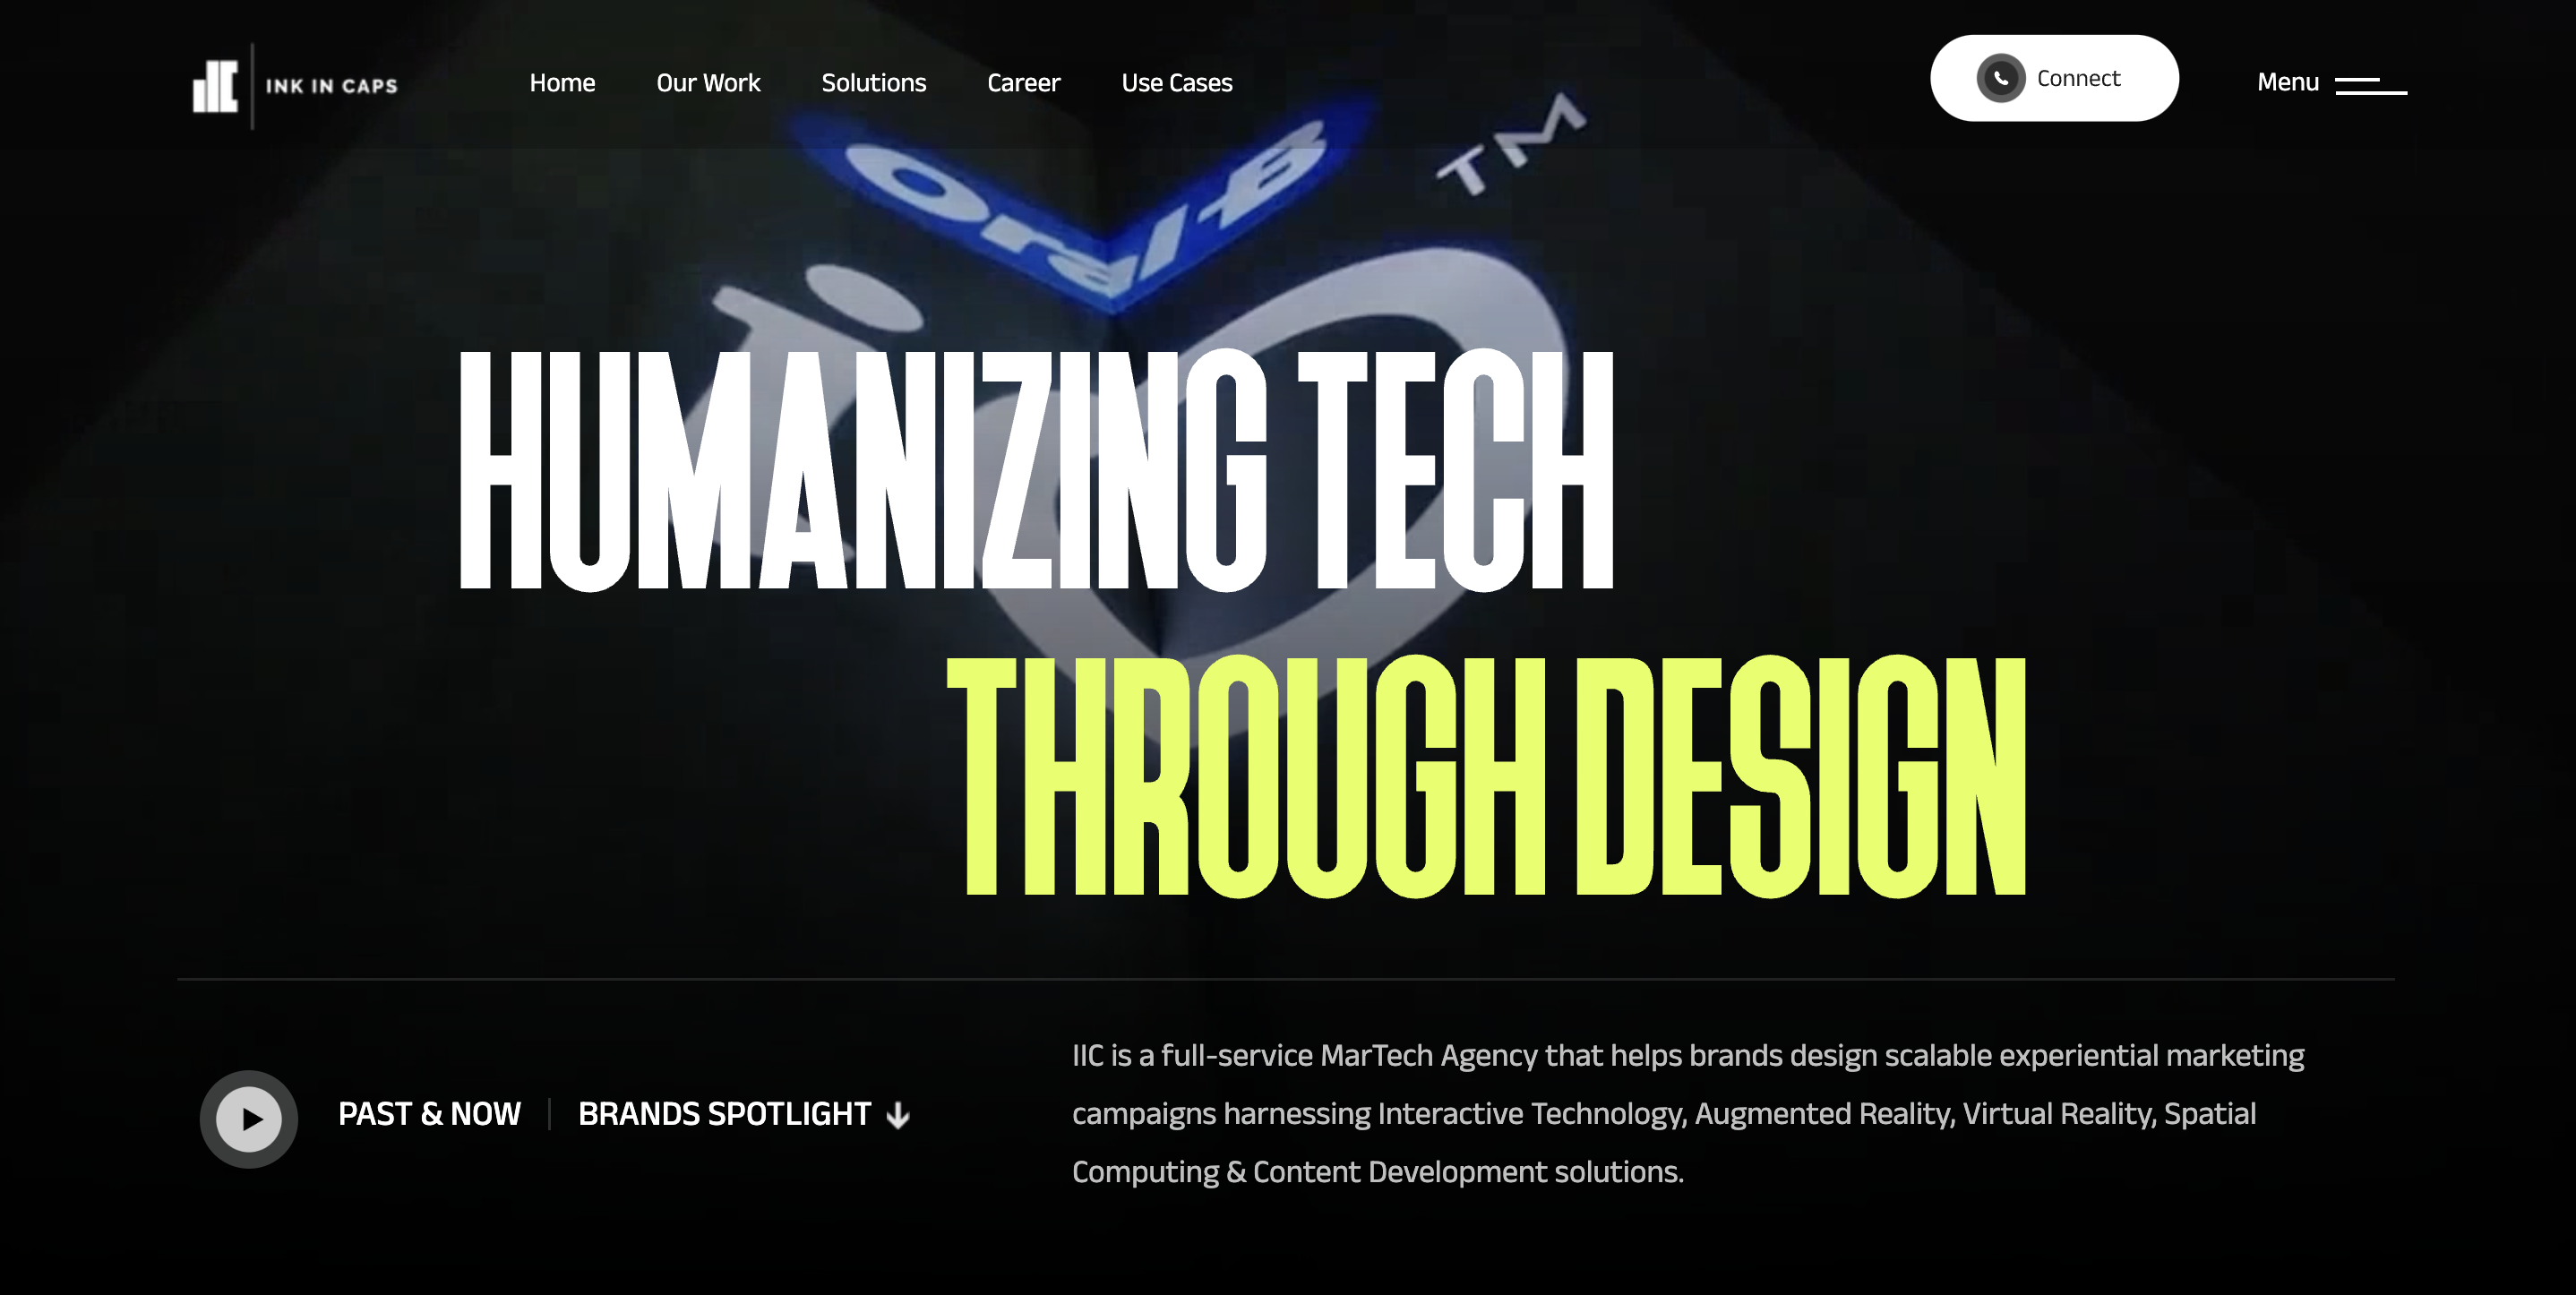 INK IN CAPS
Home
Our Work
Solutions
Career
Use Cases
Connect
Menu
Oral-B
iO
TM
HUMANIZING TECH
THROUGH DESIGN
PAST & NOW
BRANDS SPOTLIGHT
IIC is a full-service MarTech Agency that helps brands design scalable experiential marketing
campaigns harnessing Interactive Technology, Augmented Reality, Virtual Reality, Spatial
Computing & Content Development solutions.